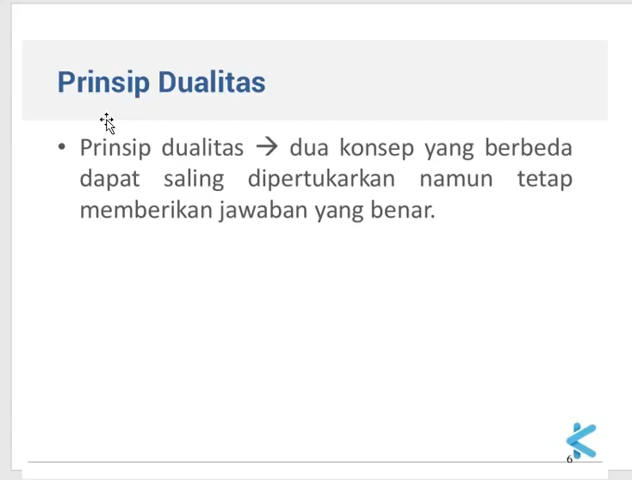 Prinsip Dualitas
• Prinsip dualitas → dua konsep yang berbeda
dapat saling dipertukarkan namun tetap
memberikan jawaban yang benar.
6